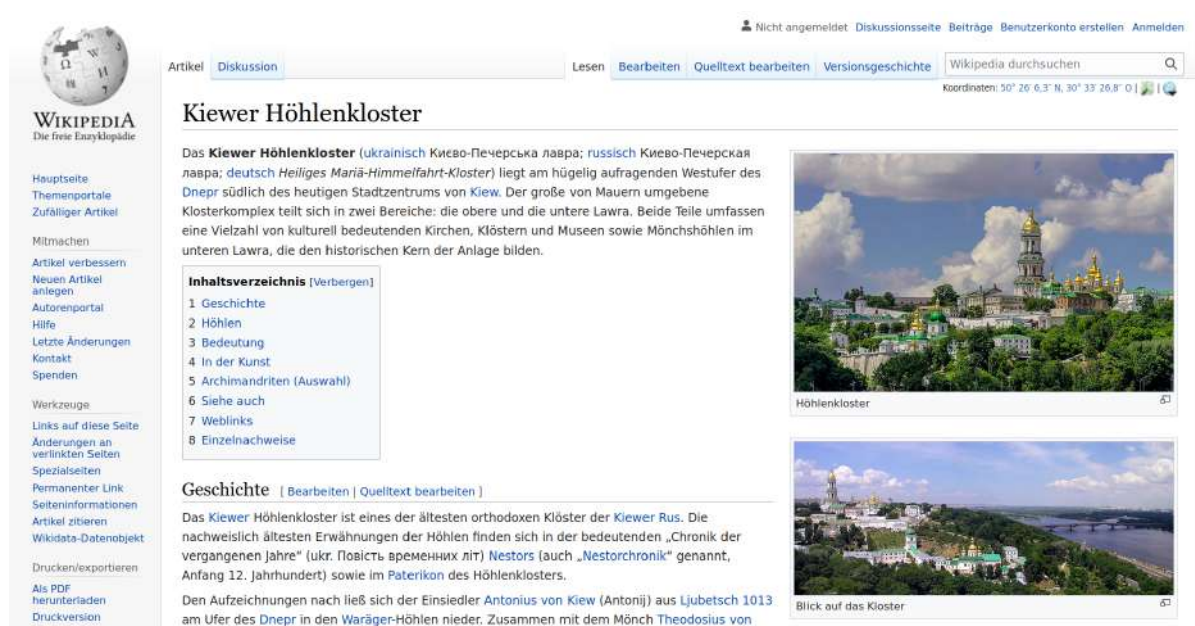 Nicht angemeldet Diskussionsseite Beiträge Benutzerkonto erstellen Anmelden
Artikel Diskussion Lesen Bearbeiten Quelltext bearbeiten Versionsgeschichte Wikipedia durchsuchen
Koordinaten: 50° 26′ 6,3″ N, 30° 33′ 26,8″ O | |
WIKIPEDIA
Die freie Enzyklopädie
Hauptseite
Themenportale
Zufälliger Artikel
Mitmachen
Artikel verbessern
Neuen Artikel
anlegen
Autorenportal
Hilfe
Letzte Änderungen
Kontakt
Spenden
Werkzeuge
Links auf diese Seite
Änderungen an
verlinkten Seiten
Spezialseiten
Permanenter Link
Seiteninformationen
Artikel zitieren
Wikidata-Datenobjekt
Drucken/exportieren
Als PDF
herunterladen
Druckversion
Kiewer Höhlenkloster
Das Kiewer Höhlenkloster (ukrainisch Києво-Печерська лавра; russisch Киево-Печерская
лавра; deutsch Heiliges Mariä-Himmelfahrt-Kloster) liegt am hügelig aufragenden Westufer des
Dnepr südlich des heutigen Stadtzentrums von Kiew. Der große von Mauern umgebene
Klosterkomplex teilt sich in zwei Bereiche: die obere und die untere Lawra. Beide Teile umfassen
eine Vielzahl von kulturell bedeutenden Kirchen, Klöstern und Museen sowie Mönchshöhlen im
unteren Lawra, die den historischen Kern der Anlage bilden.
Inhaltsverzeichnis [Verbergen]
1 Geschichte
2 Höhlen
3 Bedeutung
4 In der Kunst
5 Archimandriten (Auswahl)
6 Siehe auch
7 Weblinks
8 Einzelnachweise
Geschichte [ Bearbeiten | Quelltext bearbeiten ]
Das Kiewer Höhlenkloster ist eines der ältesten orthodoxen Klöster der Kiewer Rus. Die
nachweislich ältesten Erwähnungen der Höhlen finden sich in der bedeutenden „Chronik der
vergangenen Jahre“ (ukr. Повість временних літ) Nestors (auch „Nestorchronik“ genannt,
Anfang 12. Jahrhundert) sowie im Paterikon des Höhlenklosters.
Den Aufzeichnungen nach ließ sich der Einsiedler Antonius von Kiew (Antonij) aus Ljubetsch 1013
am Ufer des Dnepr in den Waräger-Höhlen nieder. Zusammen mit dem Mönch Theodosius von
Höhlenkloster
Blick auf das Kloster